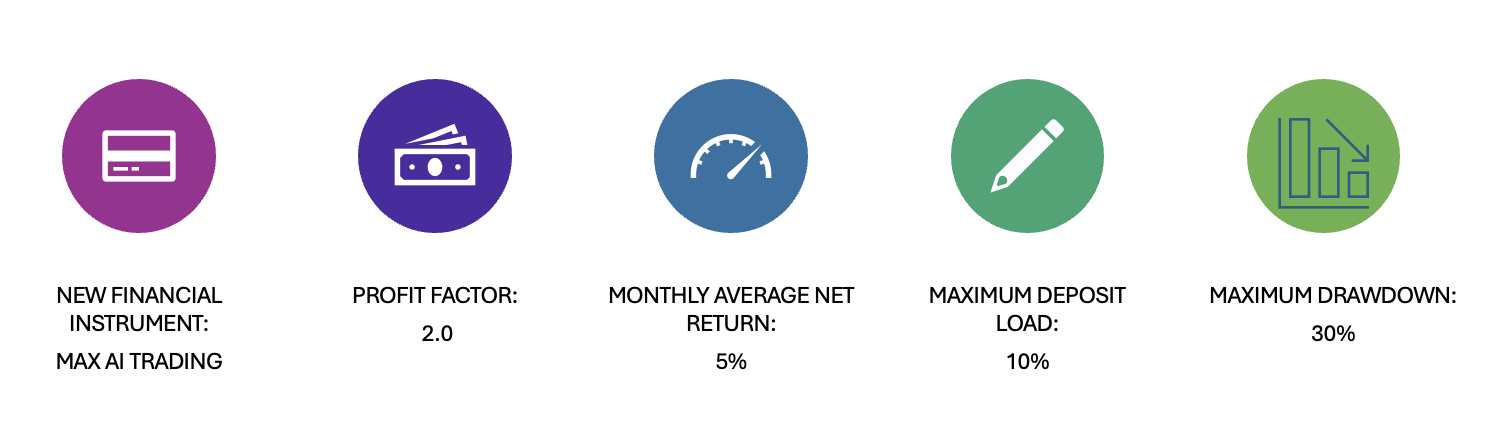 NEW FINANCIAL
INSTRUMENT:
MAX AI TRADING
PROFIT FACTOR:
2.0
MONTHLY AVERAGE NET
RETURN:
5%
MAXIMUM DEPOSIT
LOAD:
10%
MAXIMUM DRAWDOWN:
30%